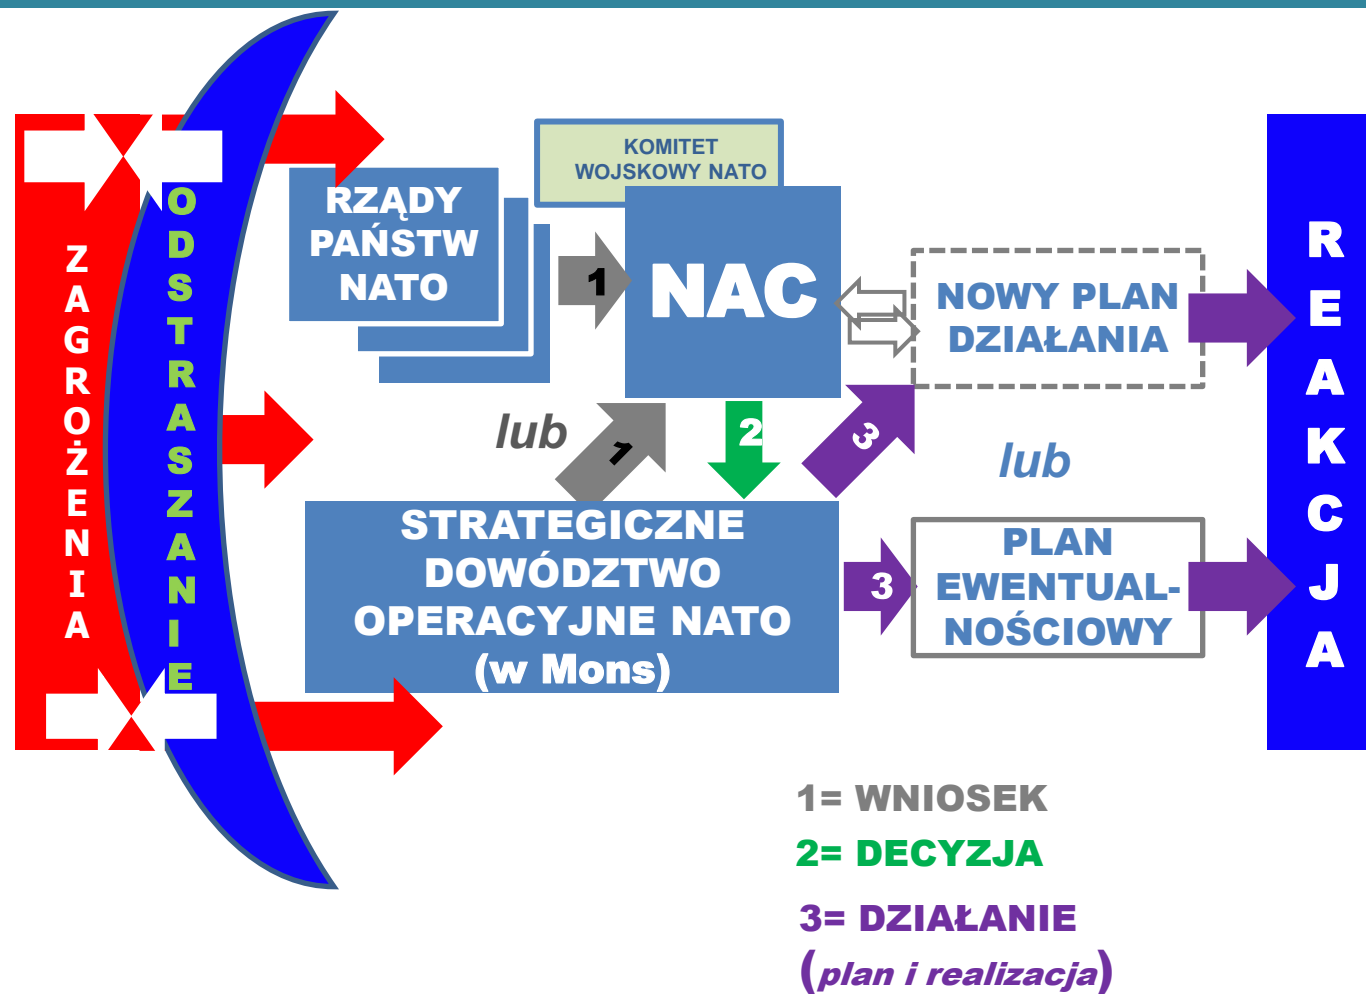 ZAGROŻENIA
ODSTRASZANIE
RZĄDY
PAŃSTW
NATO
KOMITET
WOJSKOWY NATO
1
NAC
NOWY PLAN
DZIAŁANIA
lub
1
2
3
lub
STRATEGICZNE
DOWÓDZTWO
OPERACYJNE NATO
(w Mons)
3
PLAN
EWENTUAL-
NOŚCIOWY
REAKCJA
1= WNIOSEK
2= DECYZJA
3= DZIAŁANIE
(plan i realizacja)